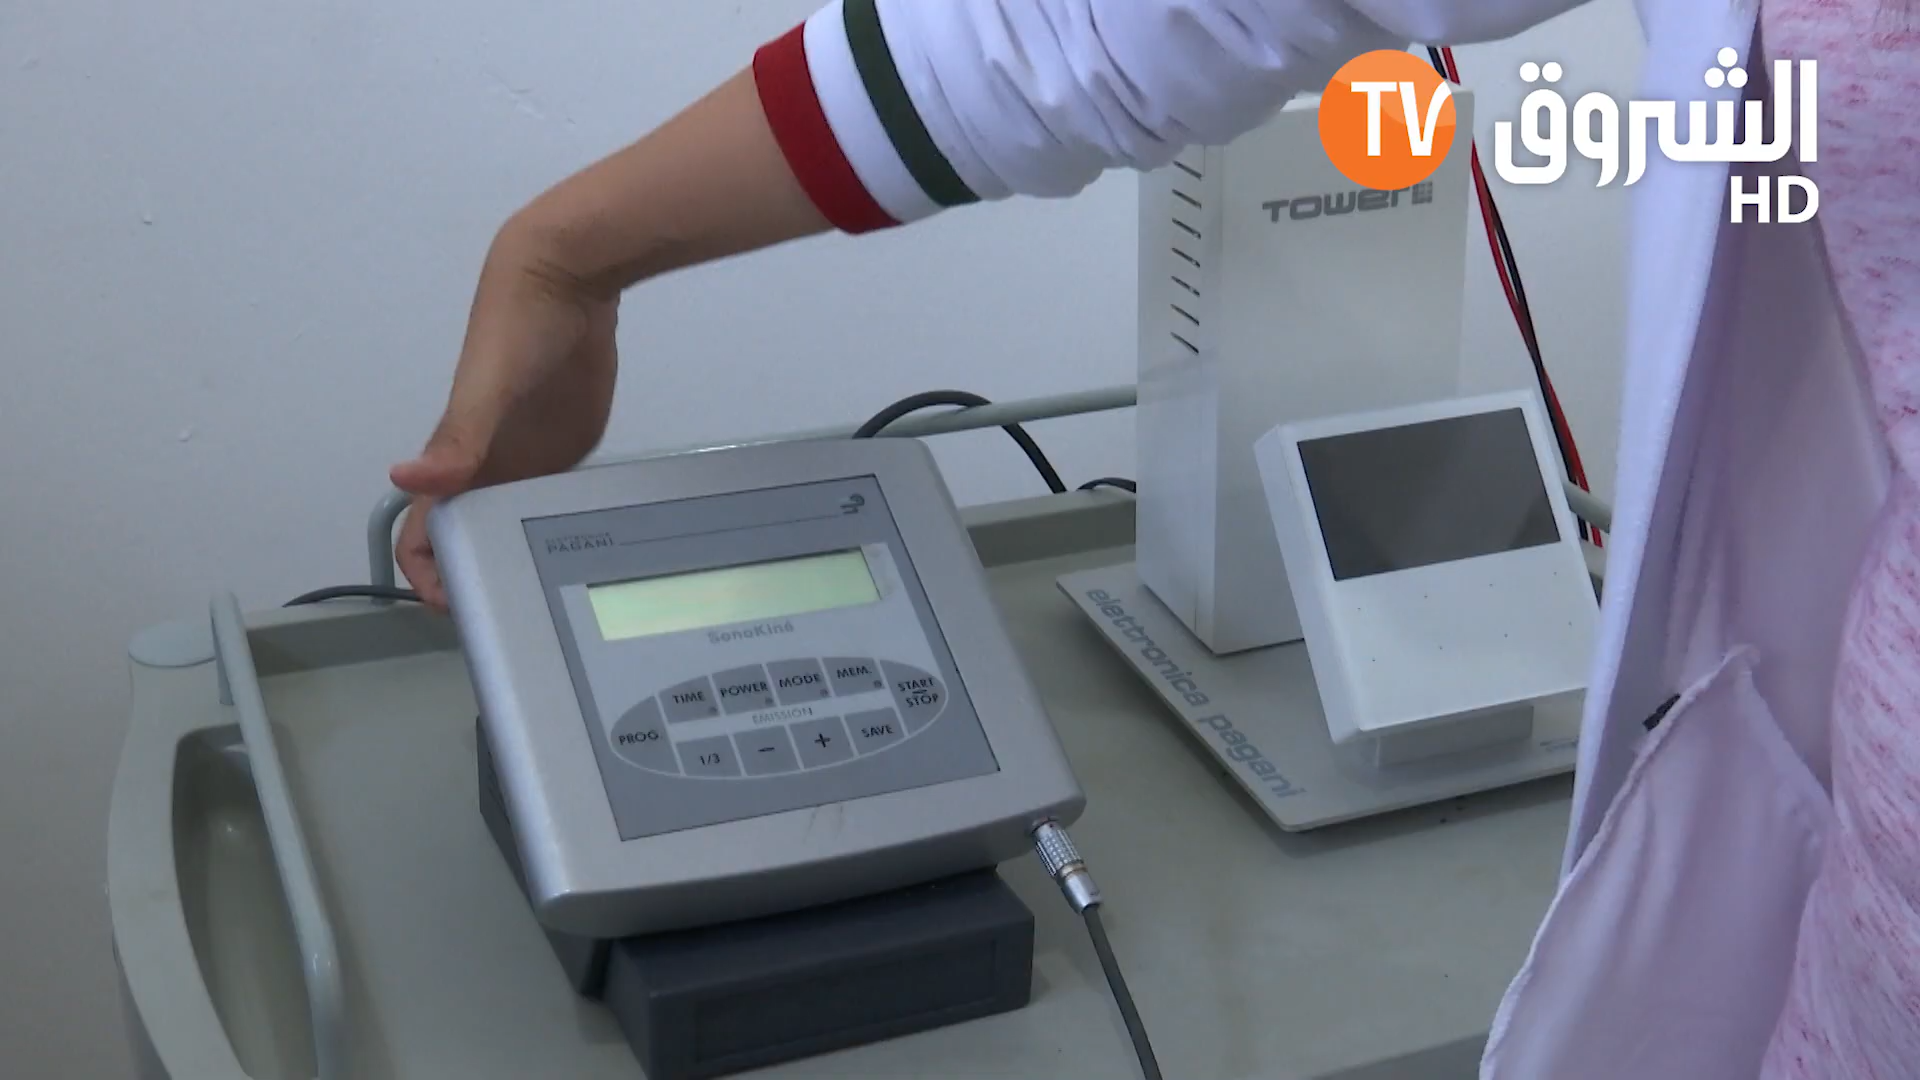 TV الشروق
HD
TOWER
ELETTRONICA
PAGANI
SonoKiné
PROG.
TIME
POWER
MODE
MEM.
START
STOP
EMISSION
1/3
−
+
SAVE
elettronica pagani